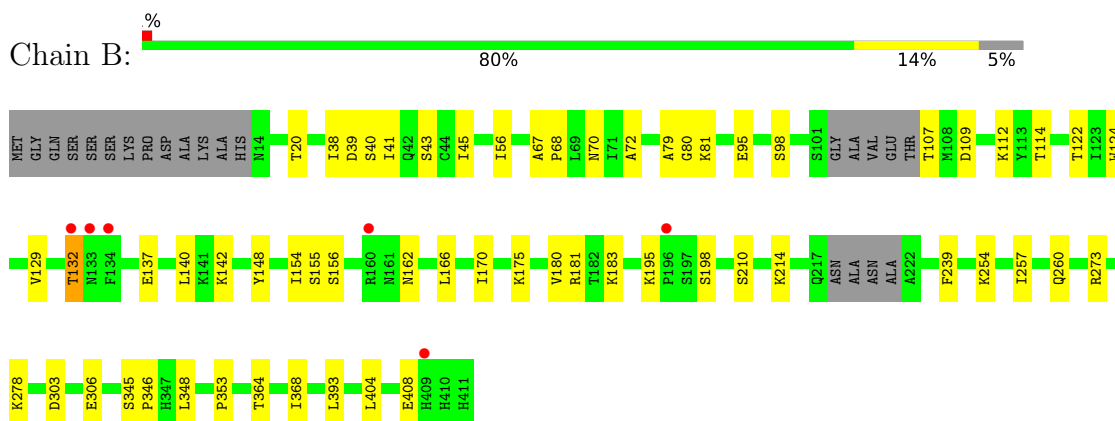 .%
Chain B:
80% 14% 5%
MET GLY GLN SER SER SER LYS PRO ASP ALA LYS ALA HIS N14 T20 I38 D39 S40 I41 Q42 S43 C44 I45 I56 A67 P68 L69 N70 I71 A72 A79 G80 K81 E95 S98 S101 GLY ALA VAL GLU THR T107 M108 D109 K112 Y113 T114 T122 I123 H124
V129 T132 N133 F134 E137 L140 K141 K142 Y148 I154 S155 S156 R160 N161 N162 L166 I170 K175 V180 R181 T182 K183 K195 P196 S197 S198 S210 K214 Q217 ASN ALA ASN ALA A222 F239 K254 I257 Q260 R273
K278 D303 E306 S345 P346 H347 L348 P353 T364 I368 L393 L404 E408 H409 H410 H411